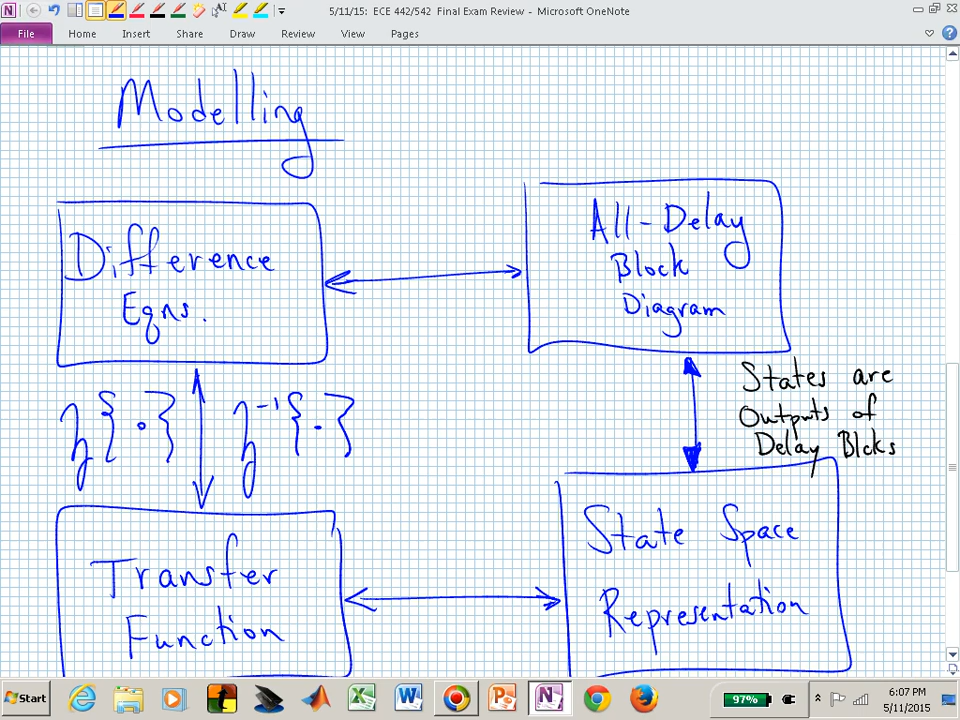 5/11/15: ECE 442/542 Final Exam Review - Microsoft OneNote
File Home Insert Share Draw Review View Pages
Modelling
Difference
Eqns.
All-Delay
Block
Diagram
States are
Outputs of
Delay Blcks
z{·} z⁻¹{·}
Transfer
Function
State Space
Representation
Start
97%
6:07 PM
5/11/2015